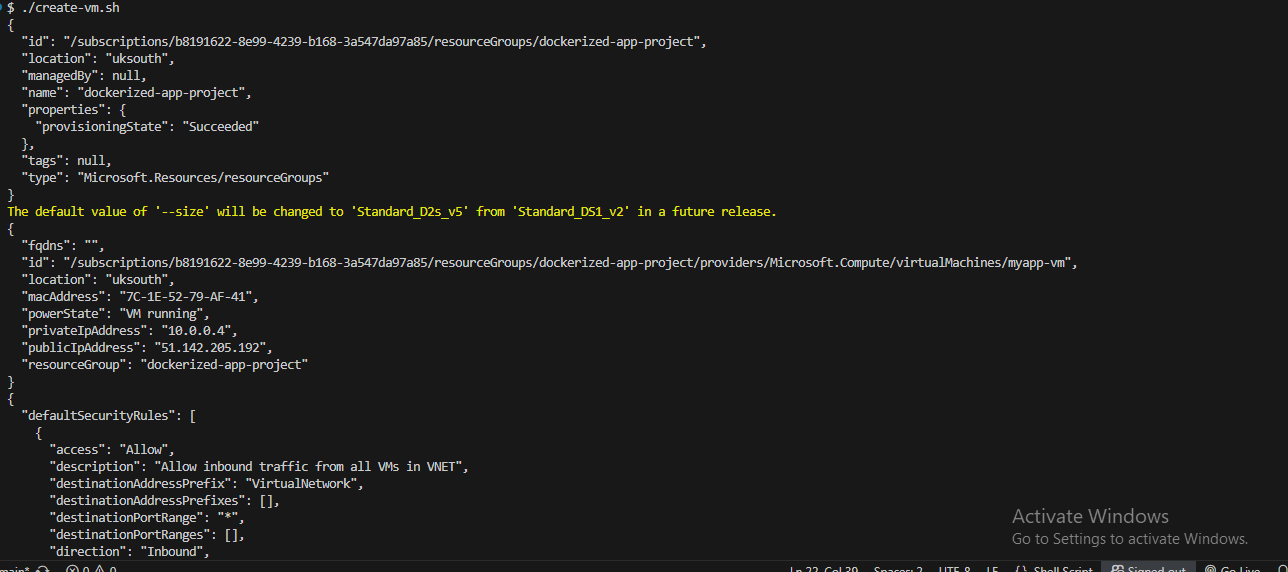 $ ./create-vm.sh
{
  "id": "/subscriptions/b8191622-8e99-4239-b168-3a547da97a85/resourceGroups/dockerized-app-project",
  "location": "uksouth",
  "managedBy": null,
  "name": "dockerized-app-project",
  "properties": {
    "provisioningState": "Succeeded"
  },
  "tags": null,
  "type": "Microsoft.Resources/resourceGroups"
}
The default value of '--size' will be changed to 'Standard_D2s_v5' from 'Standard_DS1_v2' in a future release.
{
  "fqdns": "",
  "id": "/subscriptions/b8191622-8e99-4239-b168-3a547da97a85/resourceGroups/dockerized-app-project/providers/Microsoft.Compute/virtualMachines/myapp-vm",
  "location": "uksouth",
  "macAddress": "7C-1E-52-79-AF-41",
  "powerState": "VM running",
  "privateIpAddress": "10.0.0.4",
  "publicIpAddress": "51.142.205.192",
  "resourceGroup": "dockerized-app-project"
}
{
  "defaultSecurityRules": [
    {
      "access": "Allow",
      "description": "Allow inbound traffic from all VMs in VNET",
      "destinationAddressPrefix": "VirtualNetwork",
      "destinationAddressPrefixes": [],
      "destinationPortRange": "*",
      "destinationPortRanges": [],
      "direction": "Inbound",
Activate Windows
Go to Settings to activate Windows.
main* 0 0 Ln 22, Col 39 Spaces: 2 UTF-8 LF {} Shell Script Signed out Go Live